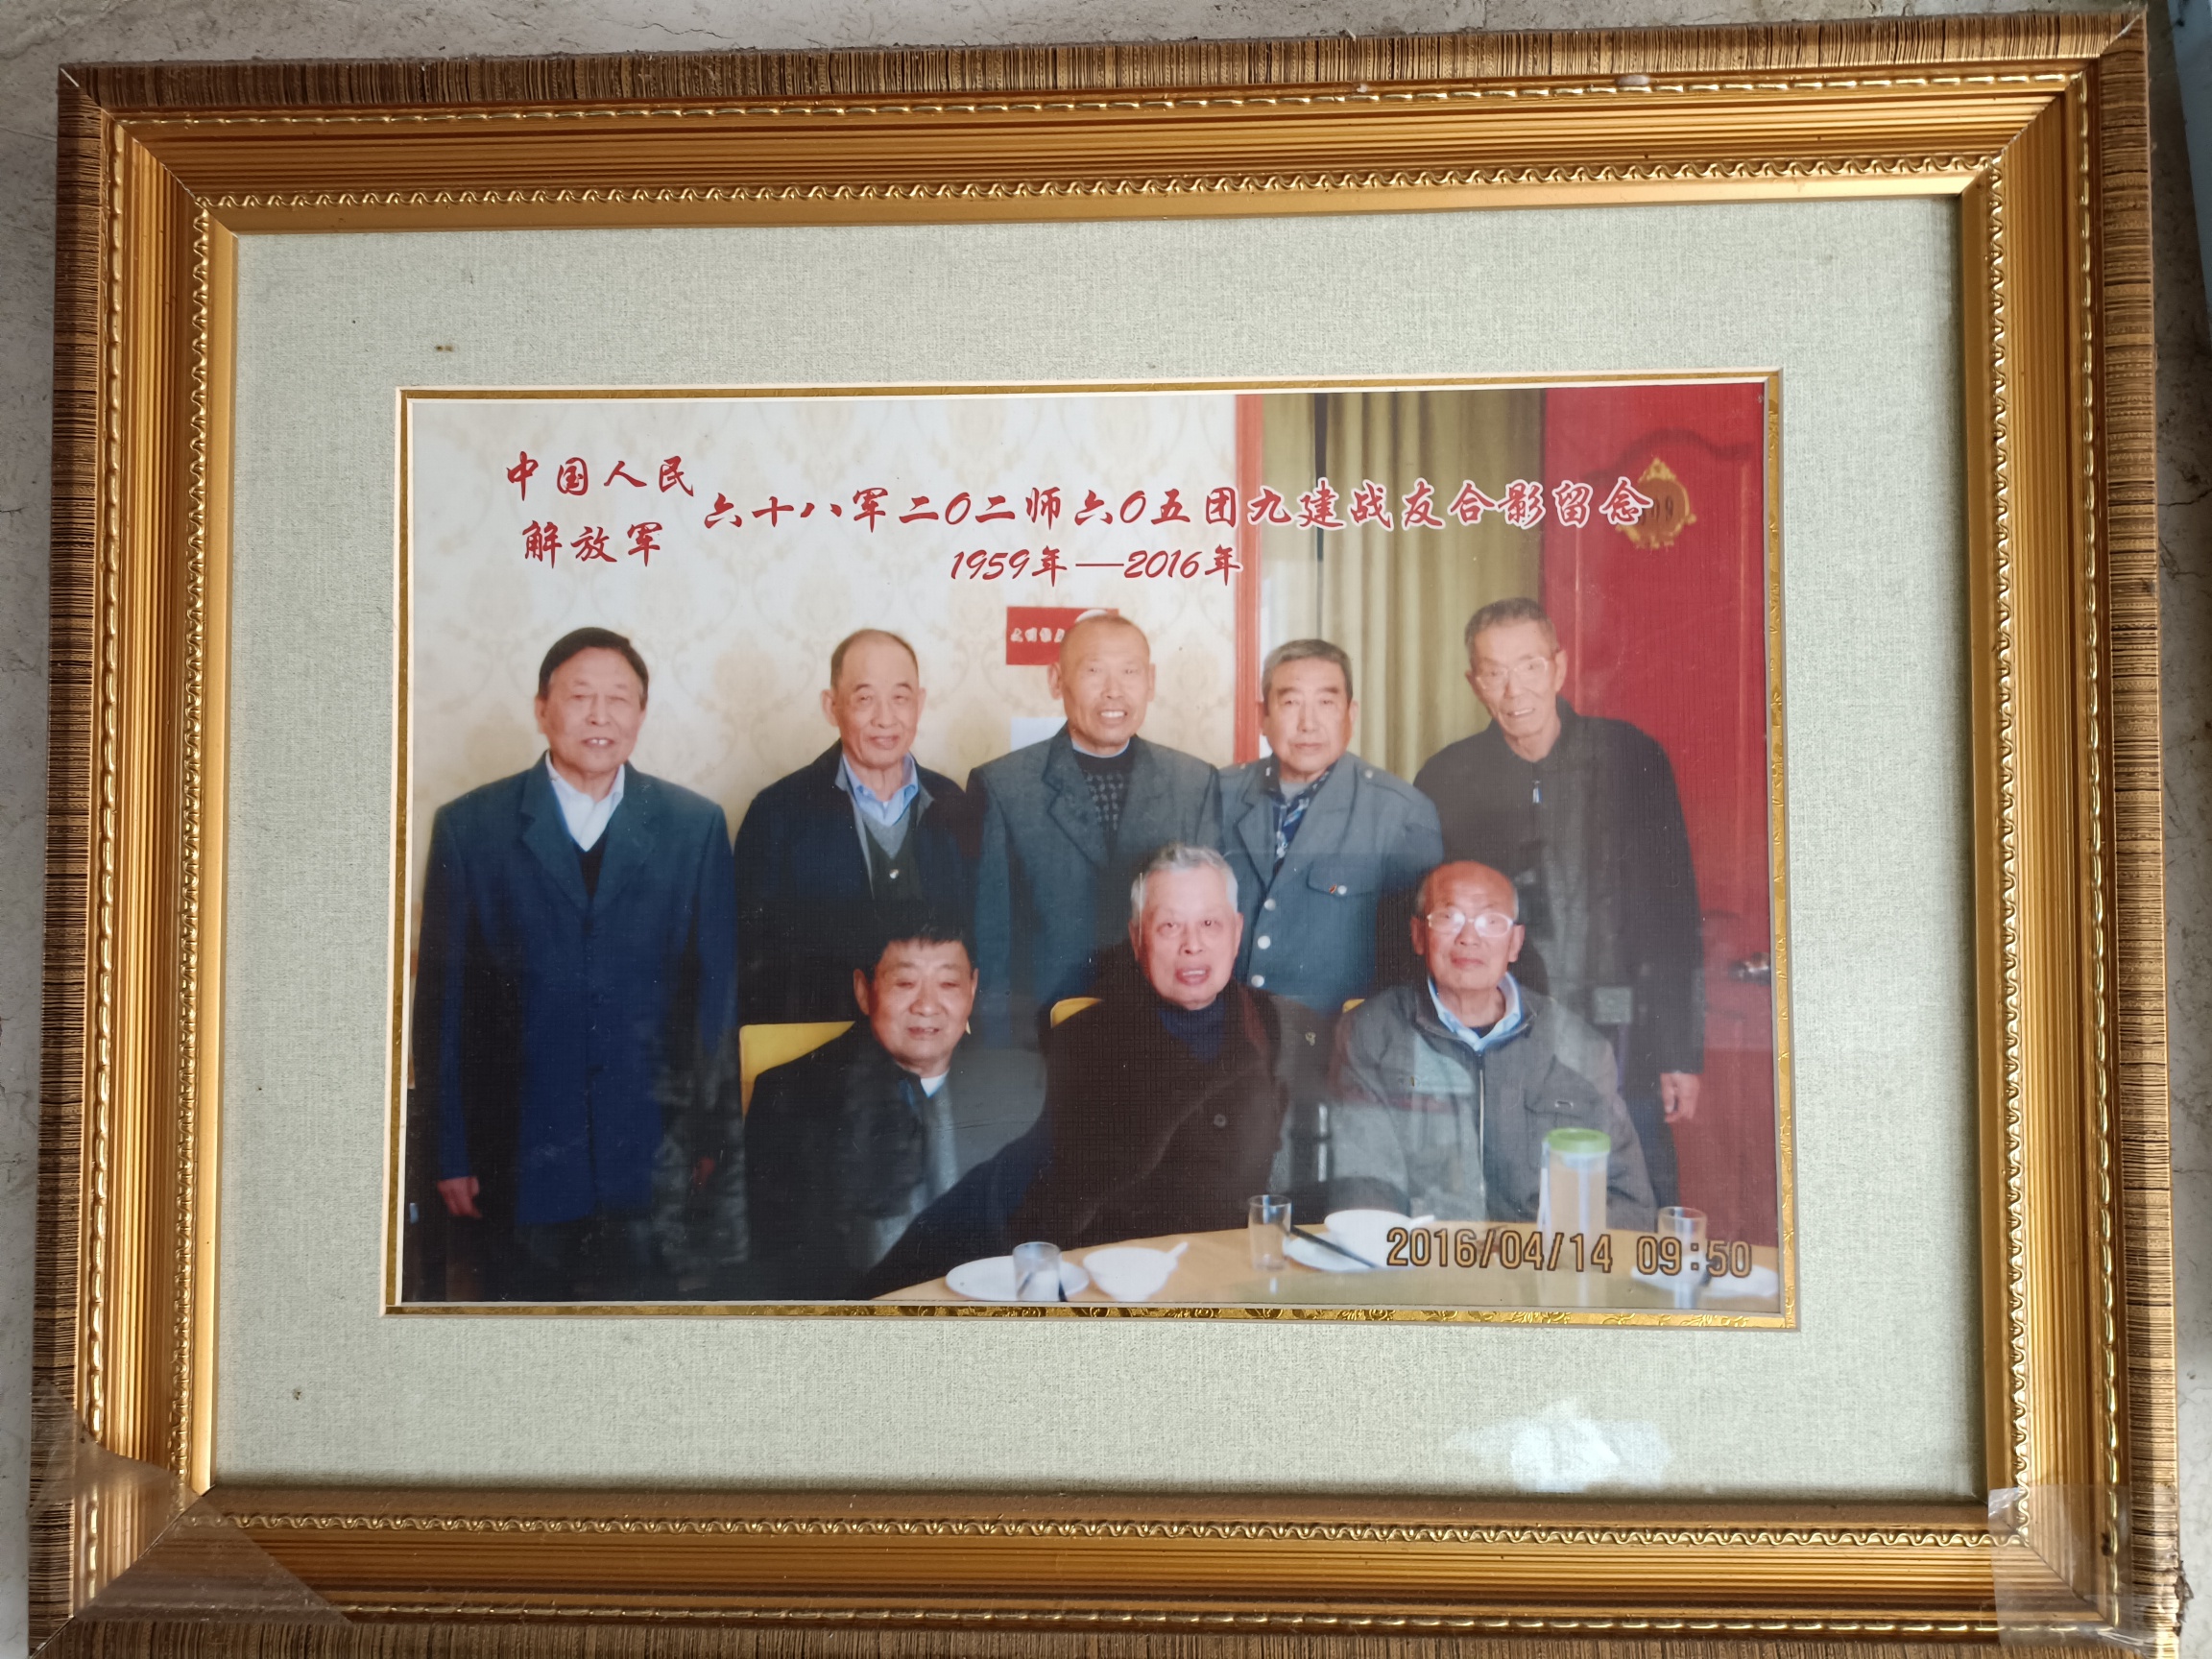 中国人民
解放军
六十八军二〇二师六〇五团九建战友合影留念
1959年—2016年
2016/04/14 09:50